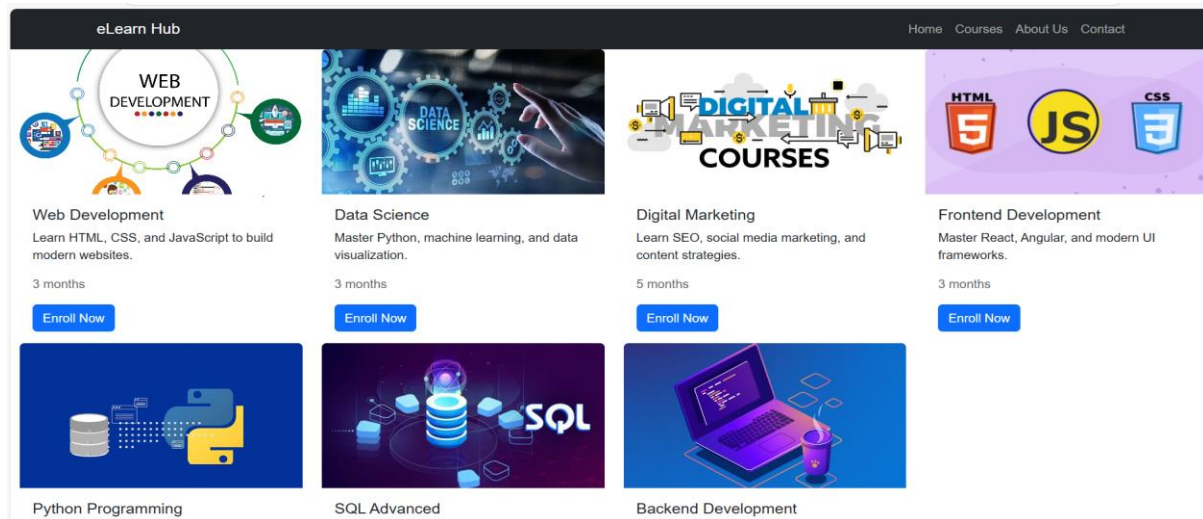 eLearn Hub
Home Courses About Us Contact
WEB
DEVELOPMENT
DATA
SCIENCE
DIGITAL
MARKETING
COURSES
HTML
5
JS
CSS
3
Web Development
Learn HTML, CSS, and JavaScript to build
modern websites.
3 months
Enroll Now
Data Science
Master Python, machine learning, and data
visualization.
3 months
Enroll Now
Digital Marketing
Learn SEO, social media marketing, and
content strategies.
5 months
Enroll Now
Frontend Development
Master React, Angular, and modern UI
frameworks.
3 months
Enroll Now
SQL
Python Programming
SQL Advanced
Backend Development